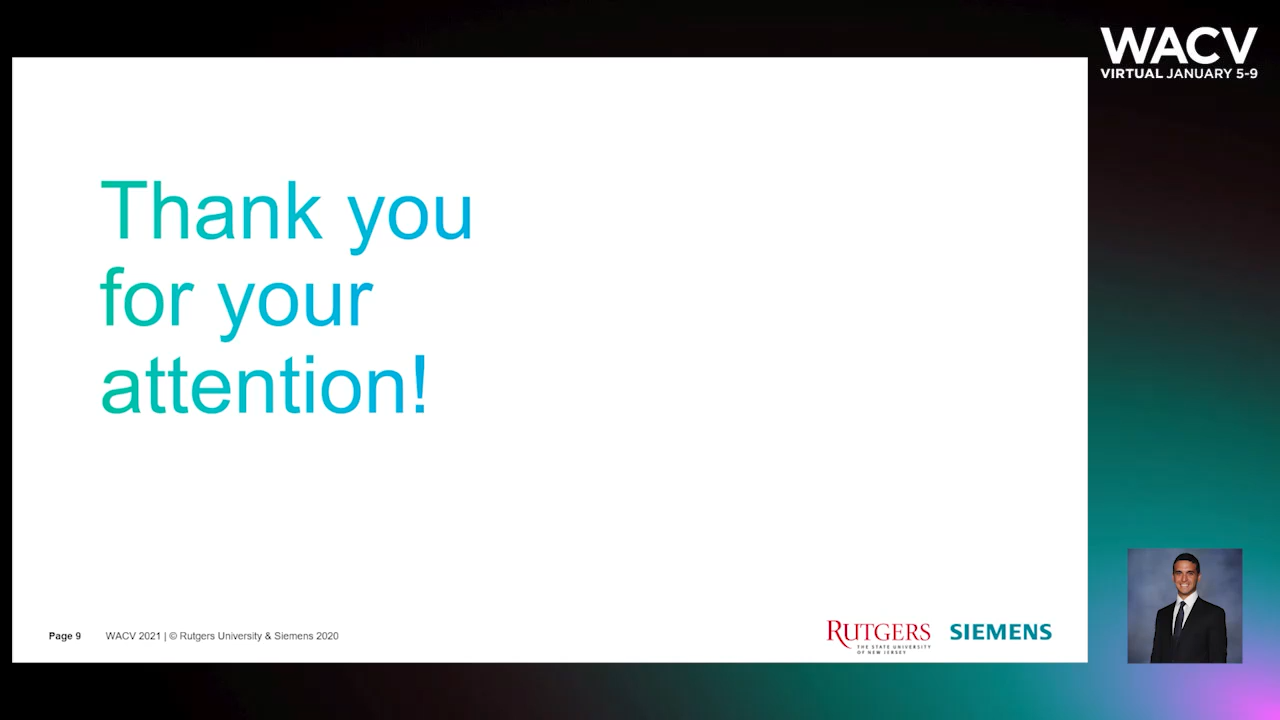 WACV
VIRTUAL JANUARY 5-9
Thank you
for your
attention!
Page 9 WACV 2021 | © Rutgers University & Siemens 2020
RUTGERS
THE STATE UNIVERSITY
OF NEW JERSEY
SIEMENS